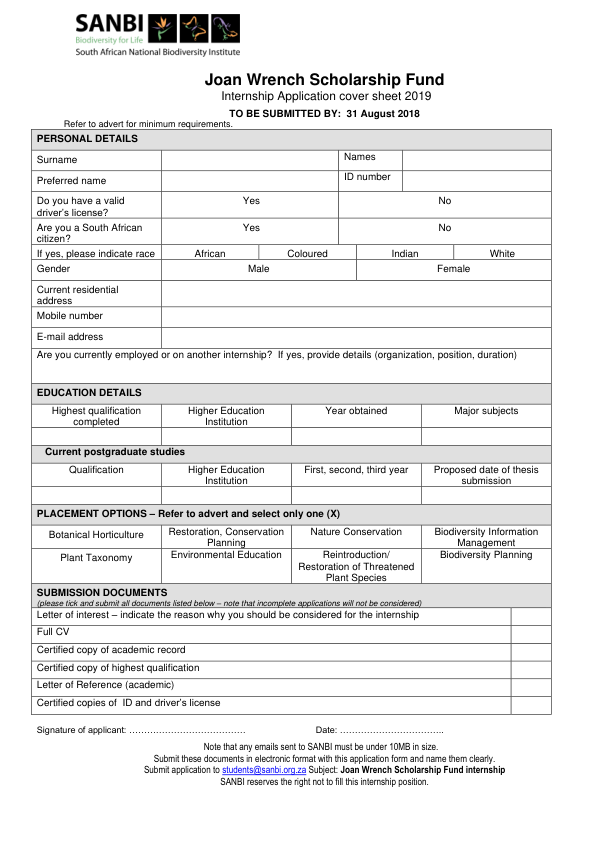 SANBI
Biodiversity for Life
South African National Biodiversity Institute
Joan Wrench Scholarship Fund
Internship Application cover sheet 2019
TO BE SUBMITTED BY: 31 August 2018
Refer to advert for minimum requirements.
PERSONAL DETAILS
Surname
Names
Preferred name
ID number
Do you have a valid
driver's license?
Yes
No
Are you a South African
citizen?
Yes
No
If yes, please indicate race
African
Coloured
Indian
White
Gender
Male
Female
Current residential
address
Mobile number
E-mail address
Are you currently employed or on another internship? If yes, provide details (organization, position, duration)
EDUCATION DETAILS
Highest qualification
completed
Higher Education
Institution
Year obtained
Major subjects
Current postgraduate studies
Qualification
Higher Education
Institution
First, second, third year
Proposed date of thesis
submission
PLACEMENT OPTIONS – Refer to advert and select only one (X)
Botanical Horticulture
Restoration, Conservation
Planning
Nature Conservation
Biodiversity Information
Management
Plant Taxonomy
Environmental Education
Reintroduction/
Restoration of Threatened
Plant Species
Biodiversity Planning
SUBMISSION DOCUMENTS
(please tick and submit all documents listed below – note that incomplete applications will not be considered)
Letter of interest – indicate the reason why you should be considered for the internship
Full CV
Certified copy of academic record
Certified copy of highest qualification
Letter of Reference (academic)
Certified copies of ID and driver's license
Signature of applicant: ………………………………… Date: ……………………………..
Note that any emails sent to SANBI must be under 10MB in size.
Submit these documents in electronic format with this application form and name them clearly.
Submit application to students@sanbi.org.za Subject: Joan Wrench Scholarship Fund internship
SANBI reserves the right not to fill this internship position.